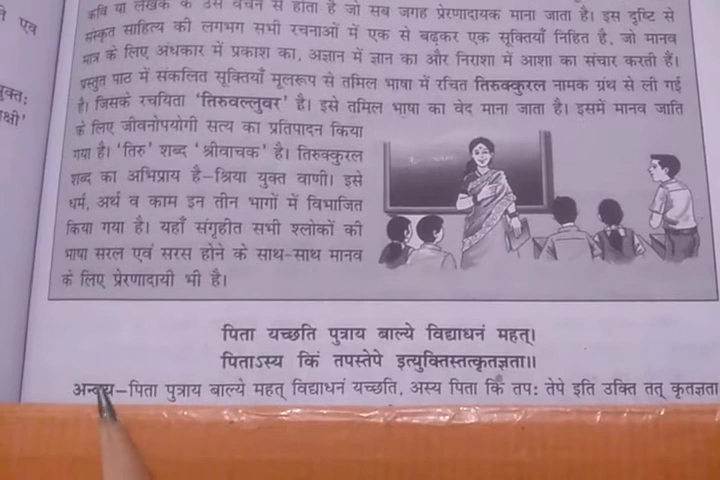 कवि या लेखक के उस वचन से होता है जो सब जगह प्रेरणादायक माना जाता है। इस दृष्टि से
संस्कृत साहित्य की लगभग सभी रचनाओं में एक से बढ़कर एक सूक्तियाँ निहित है, जो मानव
मात्र के लिए अंधकार में प्रकाश का, अज्ञान में ज्ञान का और निराशा में आशा का संचार करती हैं।
प्रस्तुत पाठ में संकलित सूक्तियाँ मूलरूप से तमिल भाषा में रचित तिरुक्कुरल नामक ग्रंथ से ली गई
है। जिसके रचयिता 'तिरुवल्लुवर' है। इसे तमिल भाषा का वेद माना जाता है। इसमें मानव जाति
के लिए जीवनोपयोगी सत्य का प्रतिपादन किया
गया है। 'तिरु' शब्द 'श्रीवाचक' है। तिरुक्कुरल
शब्द का अभिप्राय है–श्रिया युक्त वाणी। इसे
धर्म, अर्थ व काम इन तीन भागों में विभाजित
किया गया है। यहाँ संगृहीत सभी श्लोकों की
भाषा सरल एवं सरस होने के साथ-साथ मानव
के लिए प्रेरणादायी भी है।
पिता यच्छति पुत्राय बाल्ये विद्याधनं महत्।
पिताऽस्य किं तपस्तेपे इत्युक्तिस्तत्कृतज्ञता॥
अन्वय–पिता पुत्राय बाल्ये महत् विद्याधनं यच्छति, अस्य पिता किं तप: तेपे इति उक्ति तत् कृतज्ञता